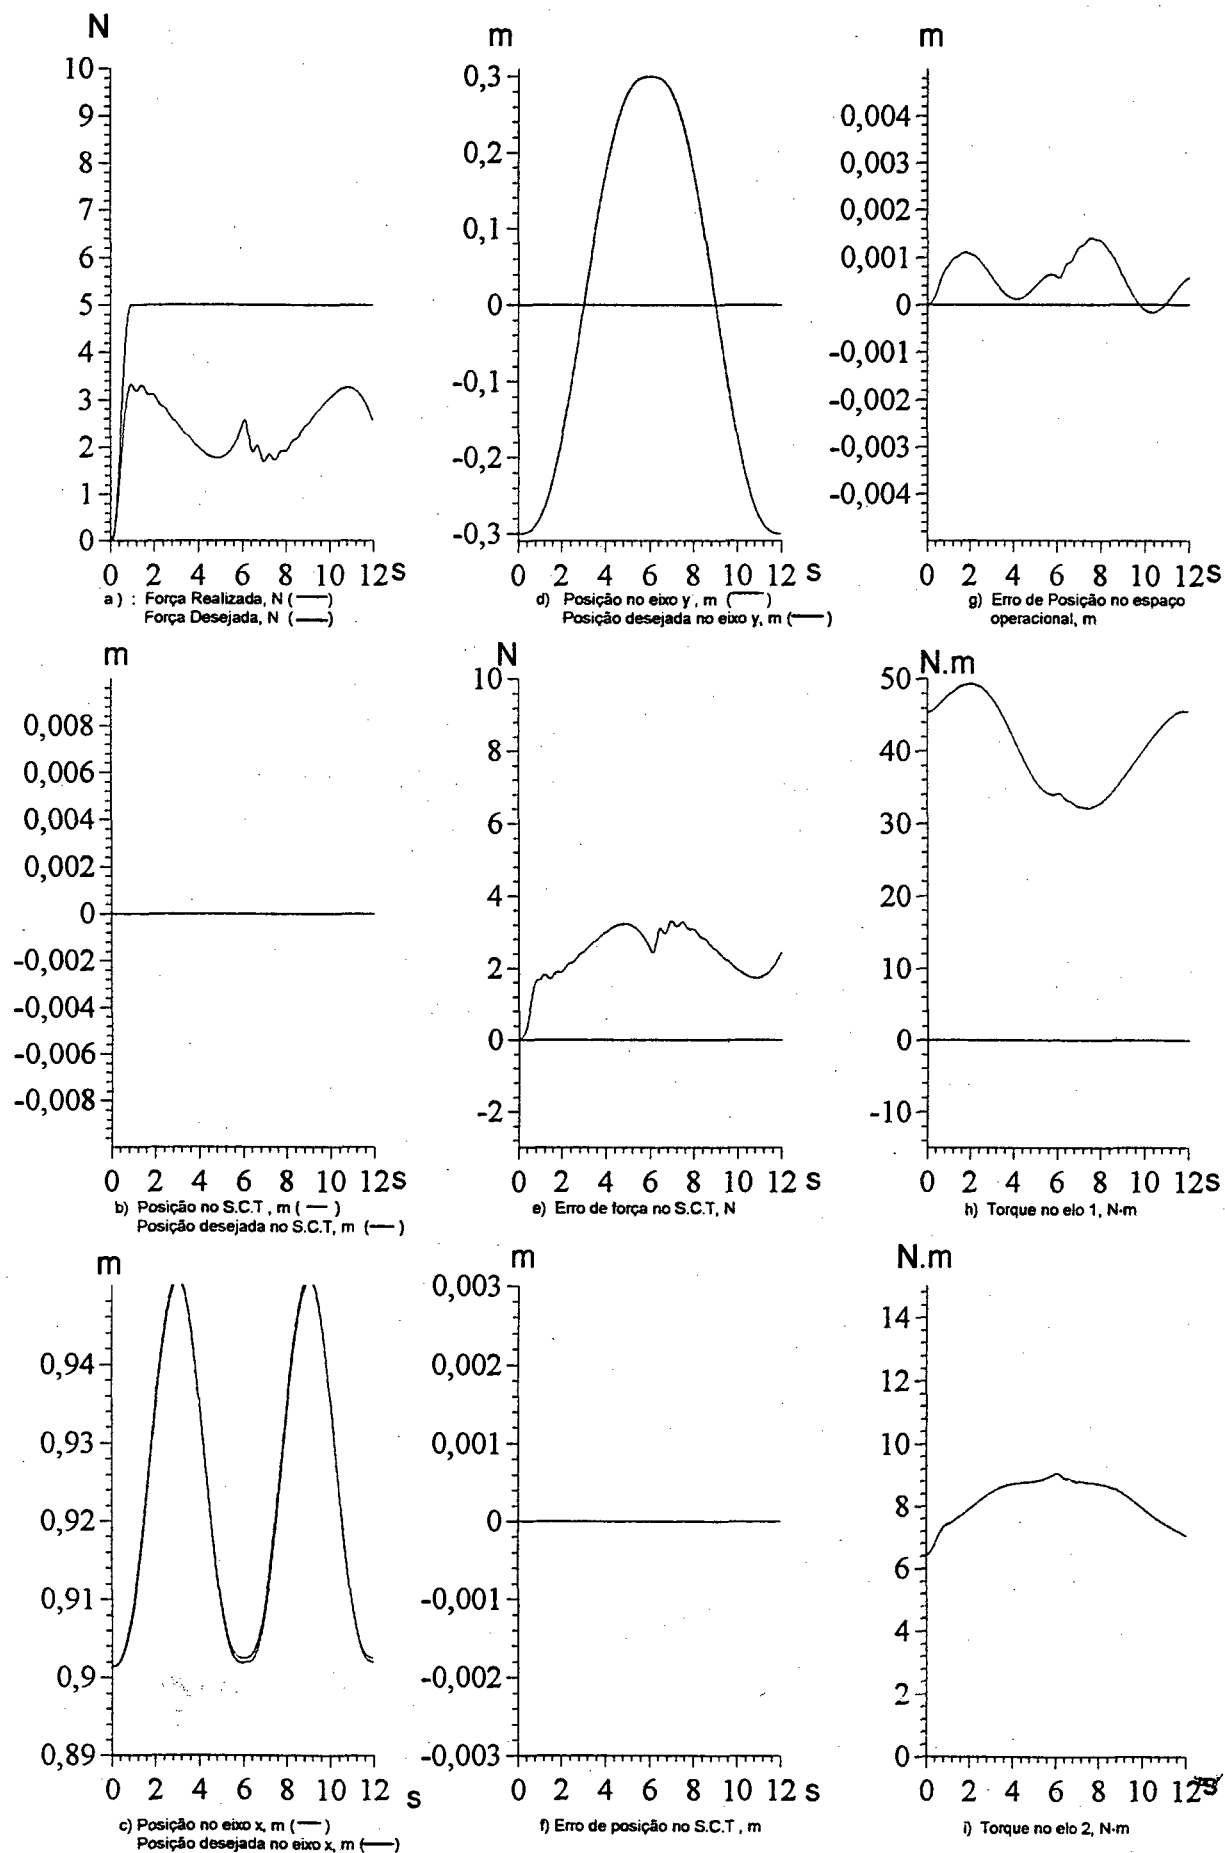 N
10
9
8
7
6
5
4
3
2
1
0
0 2 4 6 8 10 12 s
a ) : Força Realizada, N ( — )
Força Desejada, N ( — )
m
0,3
0,2
0,1
0
-0,1
-0,2
-0,3
0 2 4 6 8 10 12 s
d) Posição no eixo y , m ( — )
Posição desejada no eixo y, m ( — )
m
0,004
0,003
0,002
0,001
0
-0,001
-0,002
-0,003
-0,004
0 2 4 6 8 10 12 s
g) Erro de Posição no espaço
operacional, m
m
0,008
0,006
0,004
0,002
0
-0,002
-0,004
-0,006
-0,008
0 2 4 6 8 10 12 s
b) Posição no S.C.T , m ( — )
Posição desejada no S.C.T, m ( — )
N
10
8
6
4
2
0
-2
0 2 4 6 8 10 12 s
e) Erro de força no S.C.T, N
N.m
50
40
30
20
10
0
-10
0 2 4 6 8 10 12 s
h) Torque no elo 1, N·m
m
0,94
0,93
0,92
0,91
0,9
0,89
0 2 4 6 8 10 12 s
c) Posição no eixo x, m ( — )
Posição desejada no eixo x, m ( — )
m
0,003
0,002
0,001
0
-0,001
-0,002
-0,003
0 2 4 6 8 10 12 s
f) Erro de posição no S.C.T , m
N.m
14
12
10
8
6
4
2
0
0 2 4 6 8 10 12 s
i) Torque no elo 2, N·m